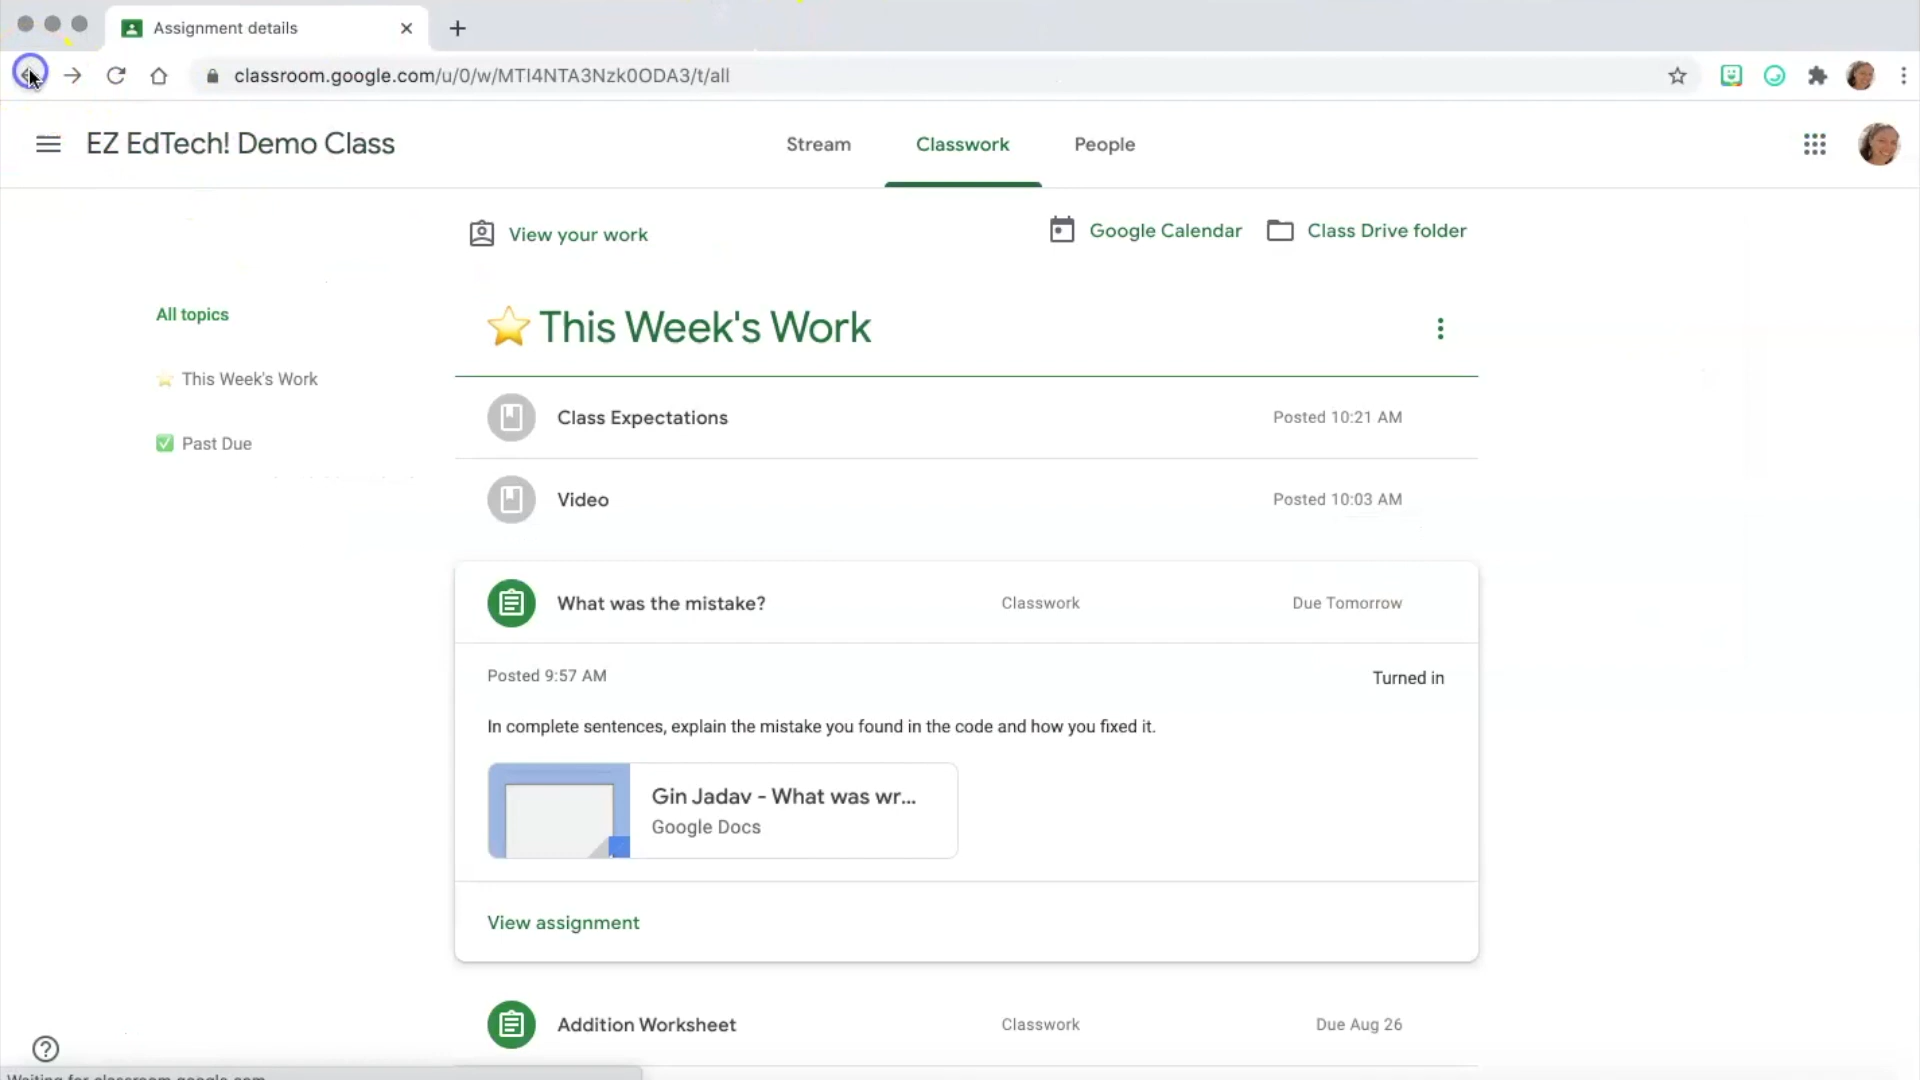 Assignment details
classroom.google.com/u/0/w/MTI4NTA3Nzk0ODA3/t/all
EZ EdTech! Demo Class
Stream
Classwork
People
View your work
Google Calendar
Class Drive folder
All topics
This Week's Work
Past Due
This Week's Work
Class Expectations
Posted 10:21 AM
Video
Posted 10:03 AM
What was the mistake?
Classwork
Due Tomorrow
Posted 9:57 AM
Turned in
In complete sentences, explain the mistake you found in the code and how you fixed it.
Gin Jadav - What was wr...
Google Docs
View assignment
Addition Worksheet
Classwork
Due Aug 26
Waiting for classroom.google.com